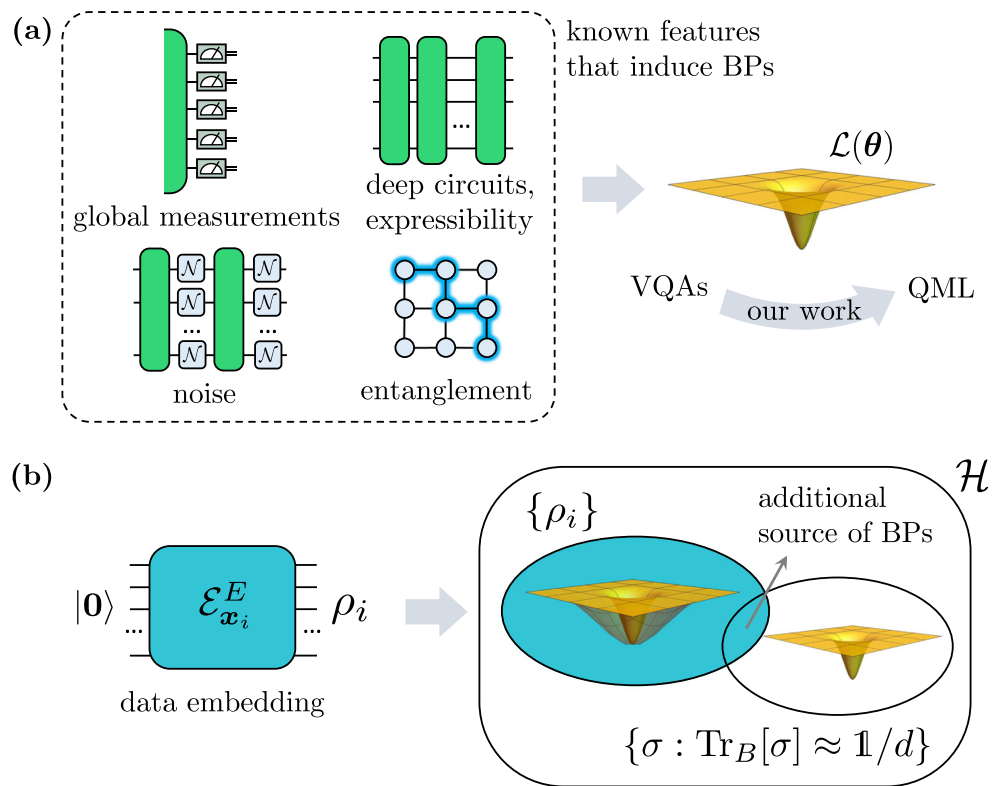 (a)
known features
that induce BPs
global measurements
...
deep circuits,
expressibility
𝓛(𝜽)
𝒩 𝒩
𝒩 𝒩
... ...
𝒩 𝒩
noise
entanglement
VQAs
our work
QML
(b)
|𝟎⟩
...
ℰ^E_{𝒙_i}
...
ρ_i
data embedding
ℋ
{ρ_i}
additional
source of BPs
{σ : Tr_B[σ] ≈ 𝟙/d}